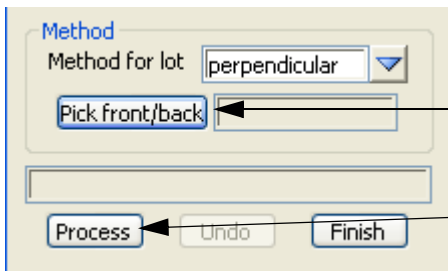 Method
Method for lot perpendicular
Pick front/back
Process Undo Finish